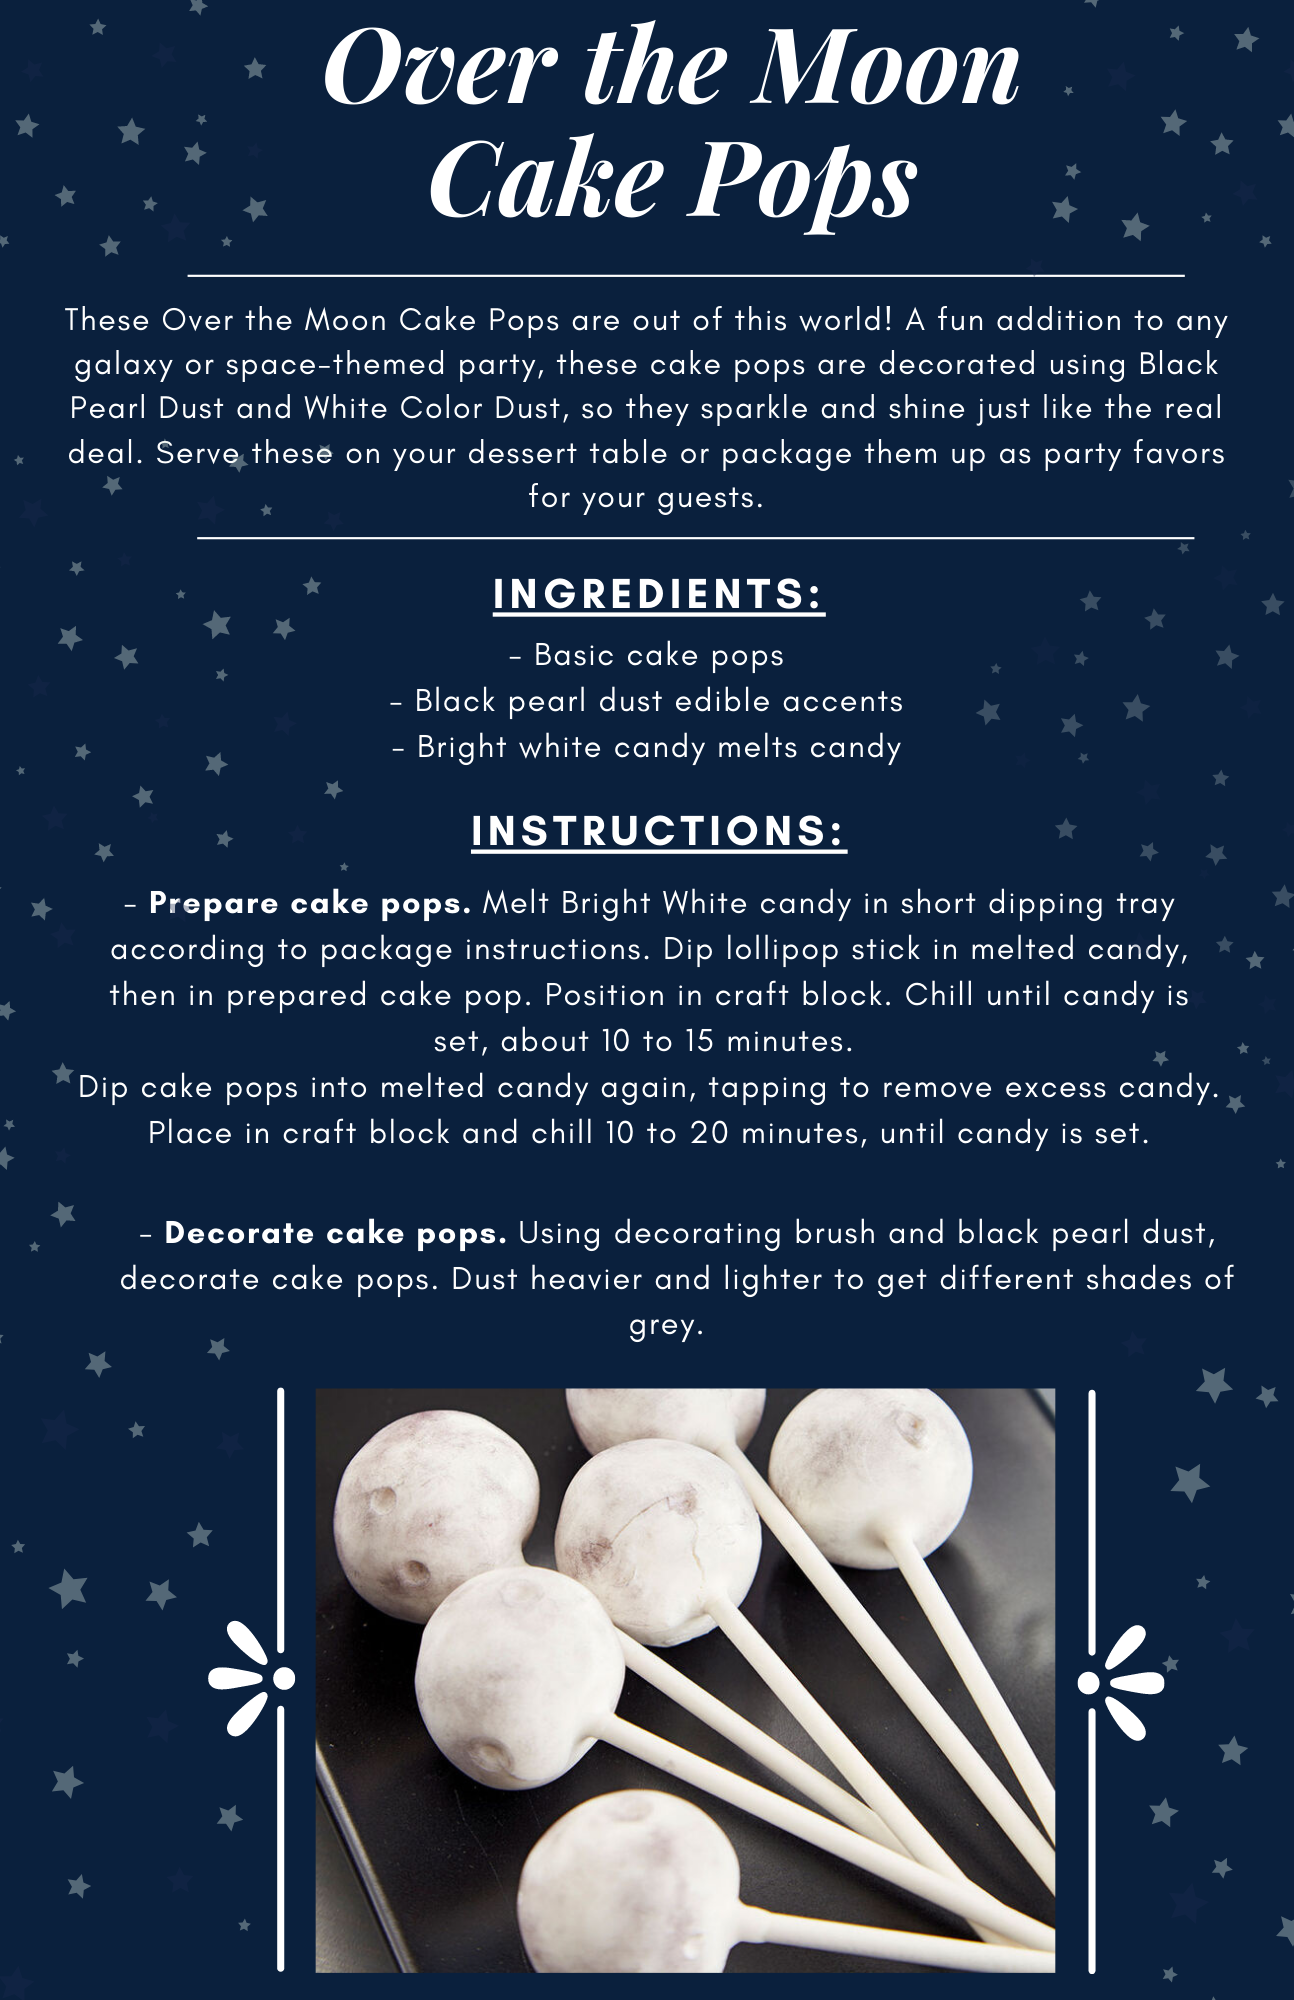 Over the Moon
Cake Pops
These Over the Moon Cake Pops are out of this world! A fun addition to any
galaxy or space-themed party, these cake pops are decorated using Black
Pearl Dust and White Color Dust, so they sparkle and shine just like the real
deal. Serve these on your dessert table or package them up as party favors
for your guests.
INGREDIENTS:
- Basic cake pops
- Black pearl dust edible accents
- Bright white candy melts candy
INSTRUCTIONS:
- Prepare cake pops. Melt Bright White candy in short dipping tray
according to package instructions. Dip lollipop stick in melted candy,
then in prepared cake pop. Position in craft block. Chill until candy is
set, about 10 to 15 minutes.
Dip cake pops into melted candy again, tapping to remove excess candy.
Place in craft block and chill 10 to 20 minutes, until candy is set.
- Decorate cake pops. Using decorating brush and black pearl dust,
decorate cake pops. Dust heavier and lighter to get different shades of
grey.